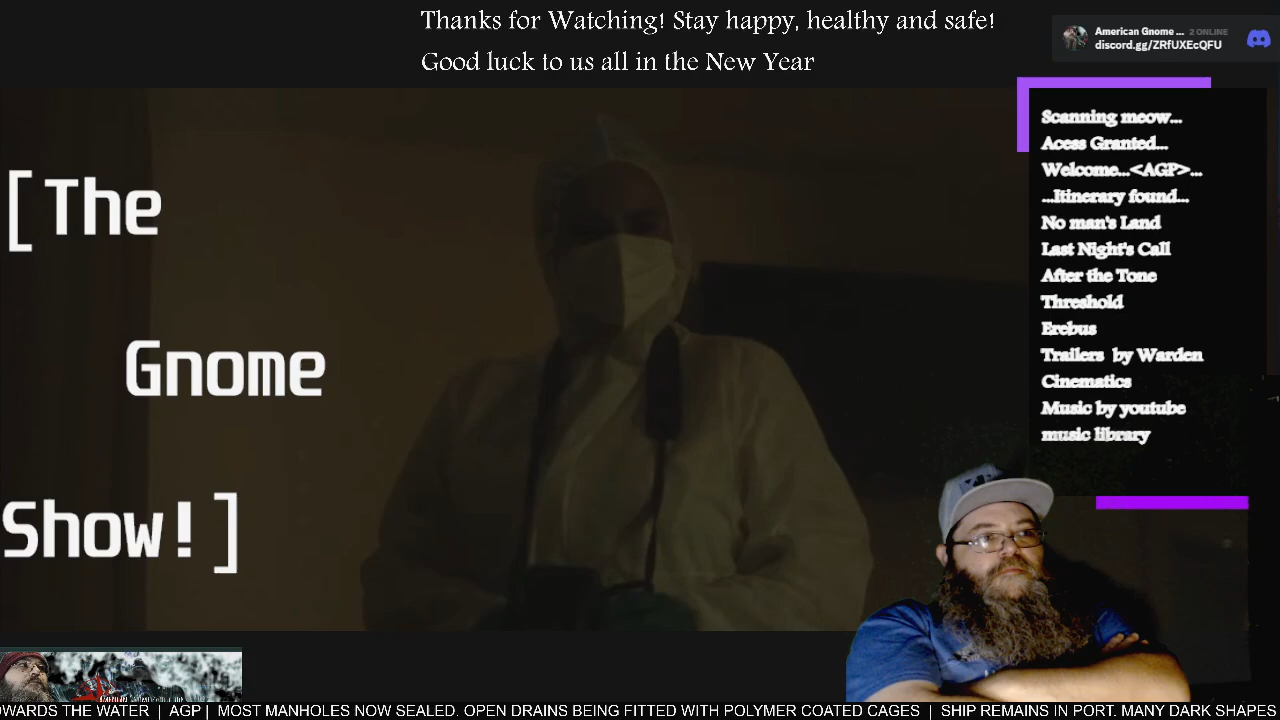 Thanks for Watching! Stay happy, healthy and safe!
Good luck to us all in the New Year
American Gnome ... 2 ONLINE
discord.gg/ZRfUXEcQFU
[The
Gnome
Show!]
Scanning meow...
Acess Granted...
Welcome...<AGP>...
...Itinerary found...
No man's Land
Last Night's Call
After the Tone
Threshold
Erebus
Trailers by Warden
Cinematics
Music by youtube
music library
OWARDS THE WATER | AGP | MOST MANHOLES NOW SEALED. OPEN DRAINS BEING FITTED WITH POLYMER COATED CAGES | SHIP REMAINS IN PORT. MANY DARK SHAPES